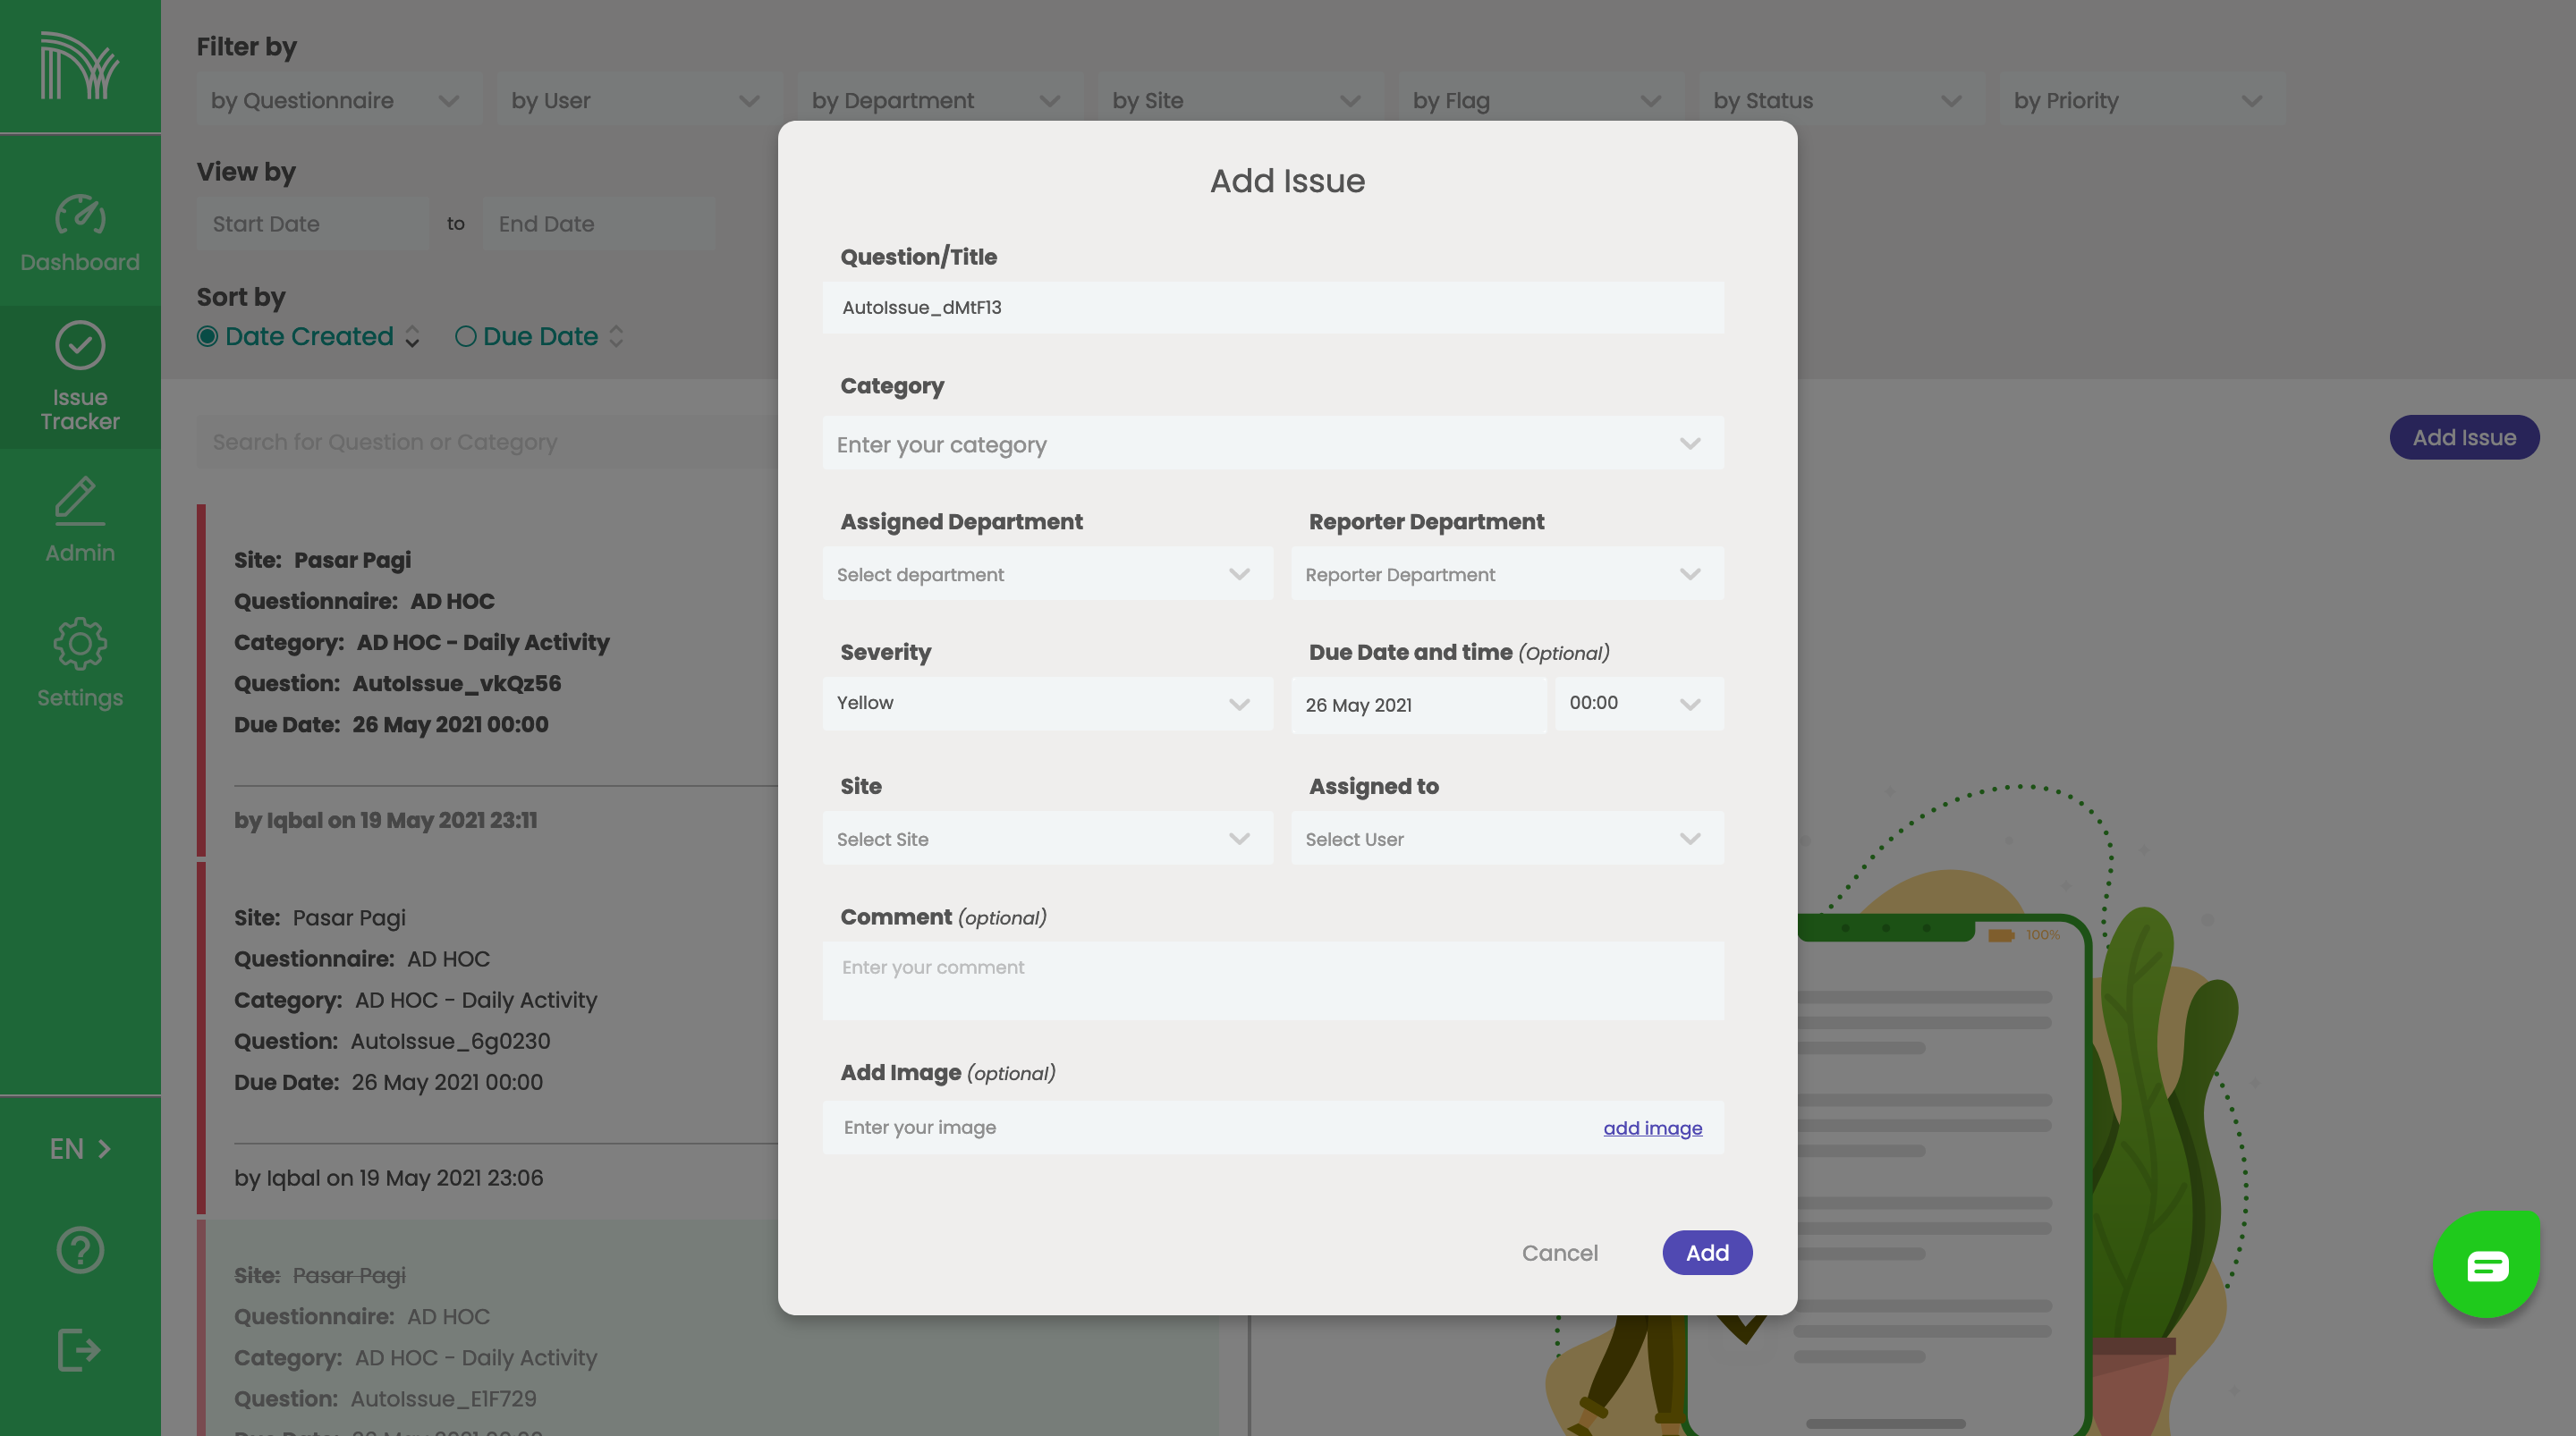 Filter by
by Questionnaire
by User
by Department
by Site
by Flag
by Status
by Priority
View by
Start Date
to
End Date
Sort by
Date Created
Due Date
Dashboard
Issue
Tracker
Admin
Settings
EN
Search for Question or Category
Add Issue
Site: Pasar Pagi
Questionnaire: AD HOC
Category: AD HOC - Daily Activity
Question: AutoIssue_vkQz56
Due Date: 26 May 2021 00:00
by Iqbal on 19 May 2021 23:11
Site: Pasar Pagi
Questionnaire: AD HOC
Category: AD HOC - Daily Activity
Question: AutoIssue_6g0230
Due Date: 26 May 2021 00:00
by Iqbal on 19 May 2021 23:06
Site: Pasar Pagi
Questionnaire: AD HOC
Category: AD HOC - Daily Activity
Question: AutoIssue_E1F729
Due Date: 26 May 2021 00:00
Add Issue
Question/Title
AutoIssue_dMtF13
Category
Enter your category
Assigned Department
Reporter Department
Select department
Reporter Department
Severity
Due Date and time (Optional)
Yellow
26 May 2021
00:00
Site
Assigned to
Select Site
Select User
Comment (optional)
Enter your comment
Add Image (optional)
Enter your image
add image
Cancel
Add
100%